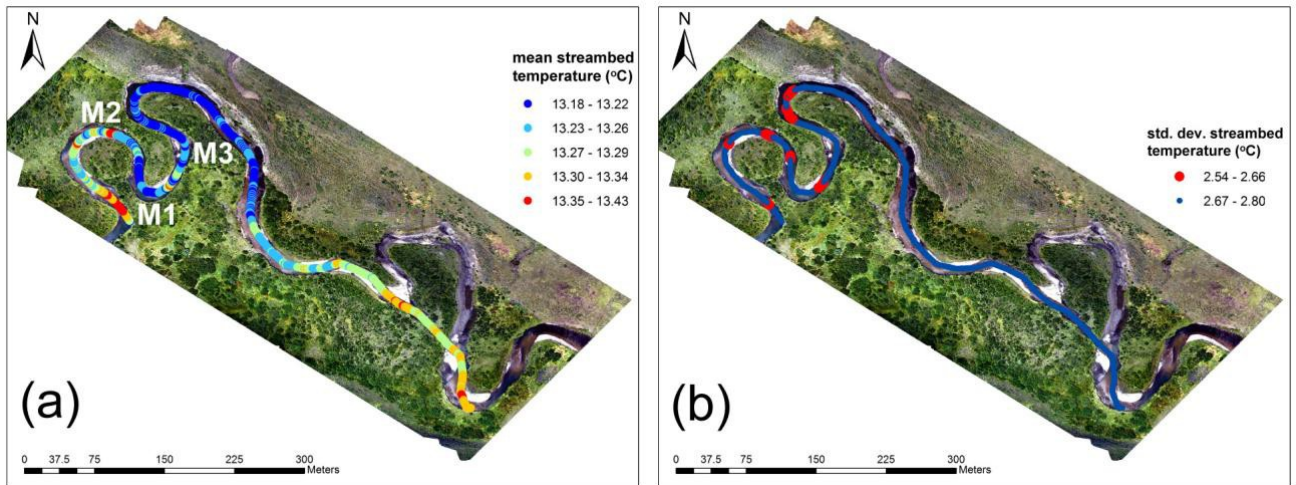 N
mean streambed
temperature (°C)
13.18 - 13.22
13.23 - 13.26
13.27 - 13.29
13.30 - 13.34
13.35 - 13.43
M2
M3
M1
(a)
0 37.5 75 150 225 300
Meters
N
std. dev. streambed
temperature (°C)
2.54 - 2.66
2.67 - 2.80
(b)
0 37.5 75 150 225 300
Meters